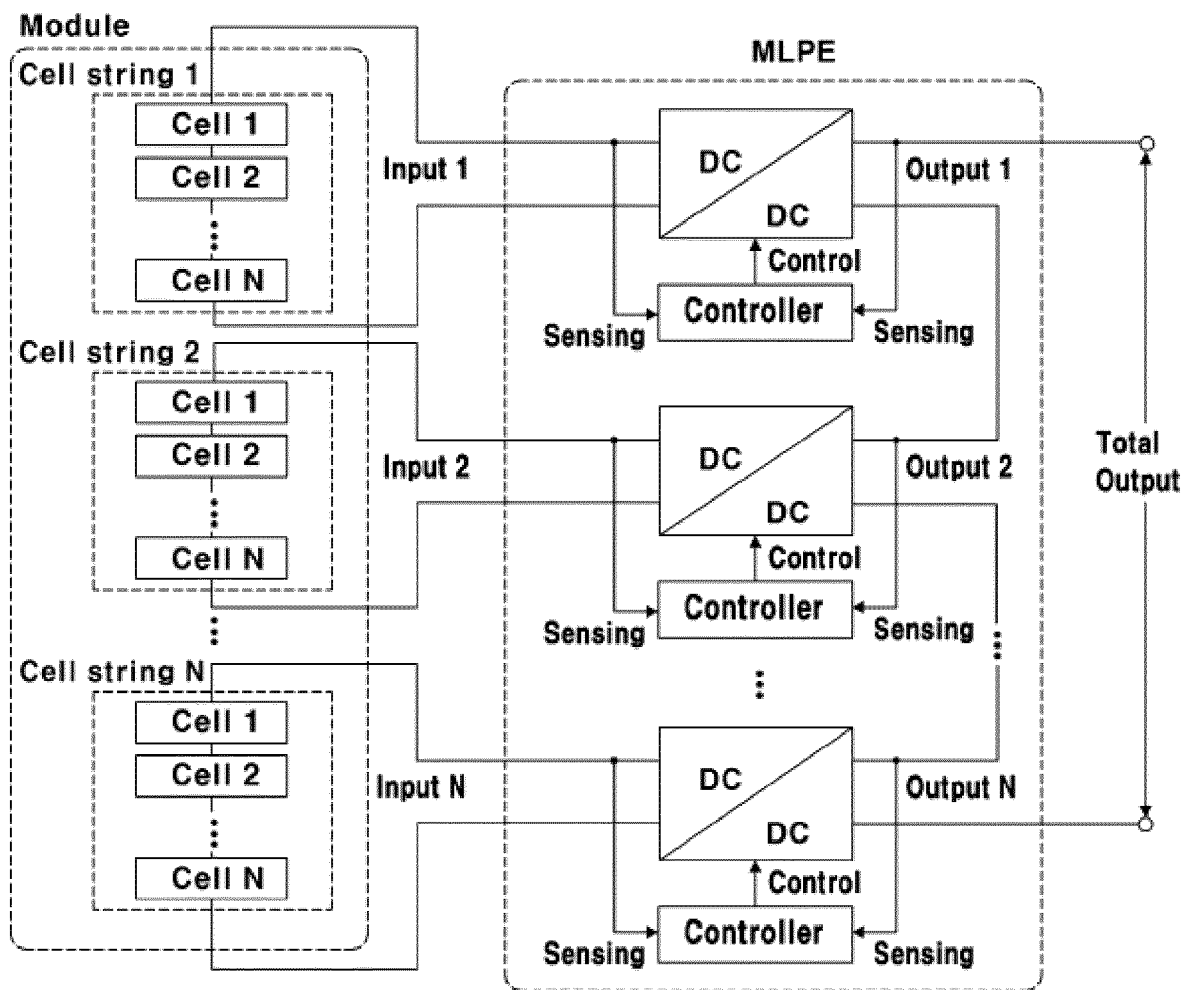 Module
MLPE
Cell string 1
Cell 1
Cell 2
Cell N
Input 1
DC
DC
Output 1
Control
Controller
Sensing
Sensing
Cell string 2
Cell 1
Cell 2
Cell N
Input 2
DC
DC
Output 2
Control
Controller
Sensing
Sensing
Total
Output
Cell string N
Cell 1
Cell 2
Cell N
Input N
DC
DC
Output N
Control
Controller
Sensing
Sensing